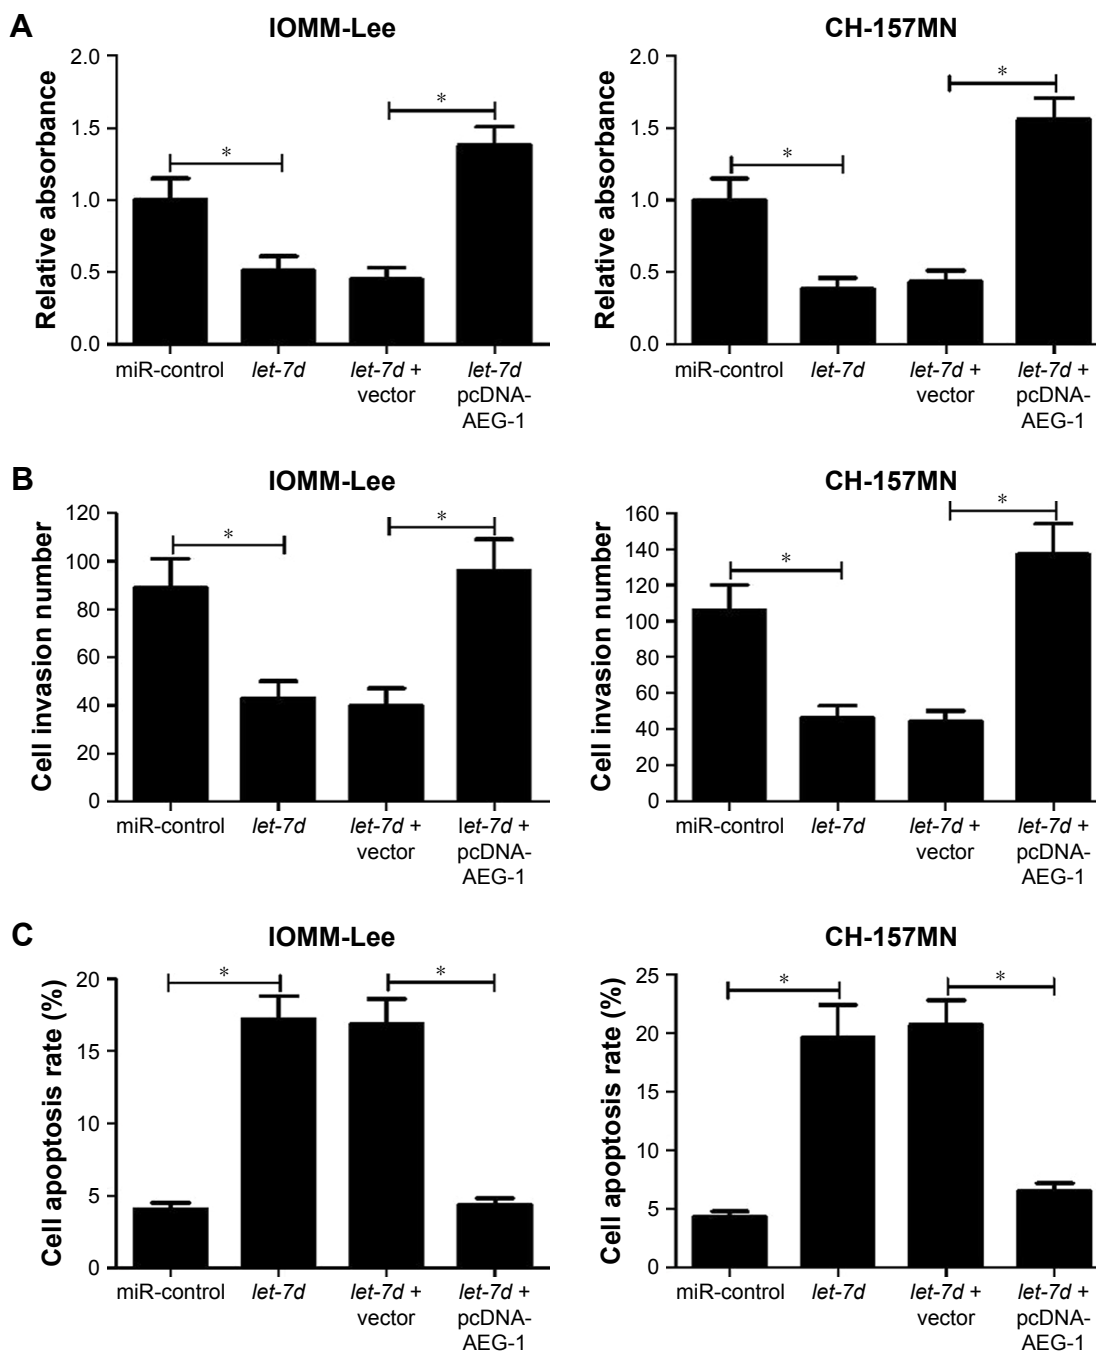 A
IOMM-Lee
CH-157MN
Relative absorbance
2.0
1.5
1.0
0.5
0.0
*
*
miR-control
let-7d
let-7d +
vector
let-7d
pcDNA-
AEG-1
Relative absorbance
2.0
1.5
1.0
0.5
0.0
*
*
miR-control
let-7d
let-7d +
vector
let-7d +
pcDNA-
AEG-1
B
IOMM-Lee
CH-157MN
Cell invasion number
120
100
80
60
40
20
0
*
*
miR-control
let-7d
let-7d +
vector
let-7d +
pcDNA-
AEG-1
Cell invasion number
160
140
120
100
80
60
40
20
0
*
*
miR-control
let-7d
let-7d +
vector
let-7d +
pcDNA-
AEG-1
C
IOMM-Lee
CH-157MN
Cell apoptosis rate (%)
20
15
10
5
0
*
*
miR-control
let-7d
let-7d +
vector
let-7d +
pcDNA-
AEG-1
Cell apoptosis rate (%)
25
20
15
10
5
0
*
*
miR-control
let-7d
let-7d +
vector
let-7d +
pcDNA-
AEG-1